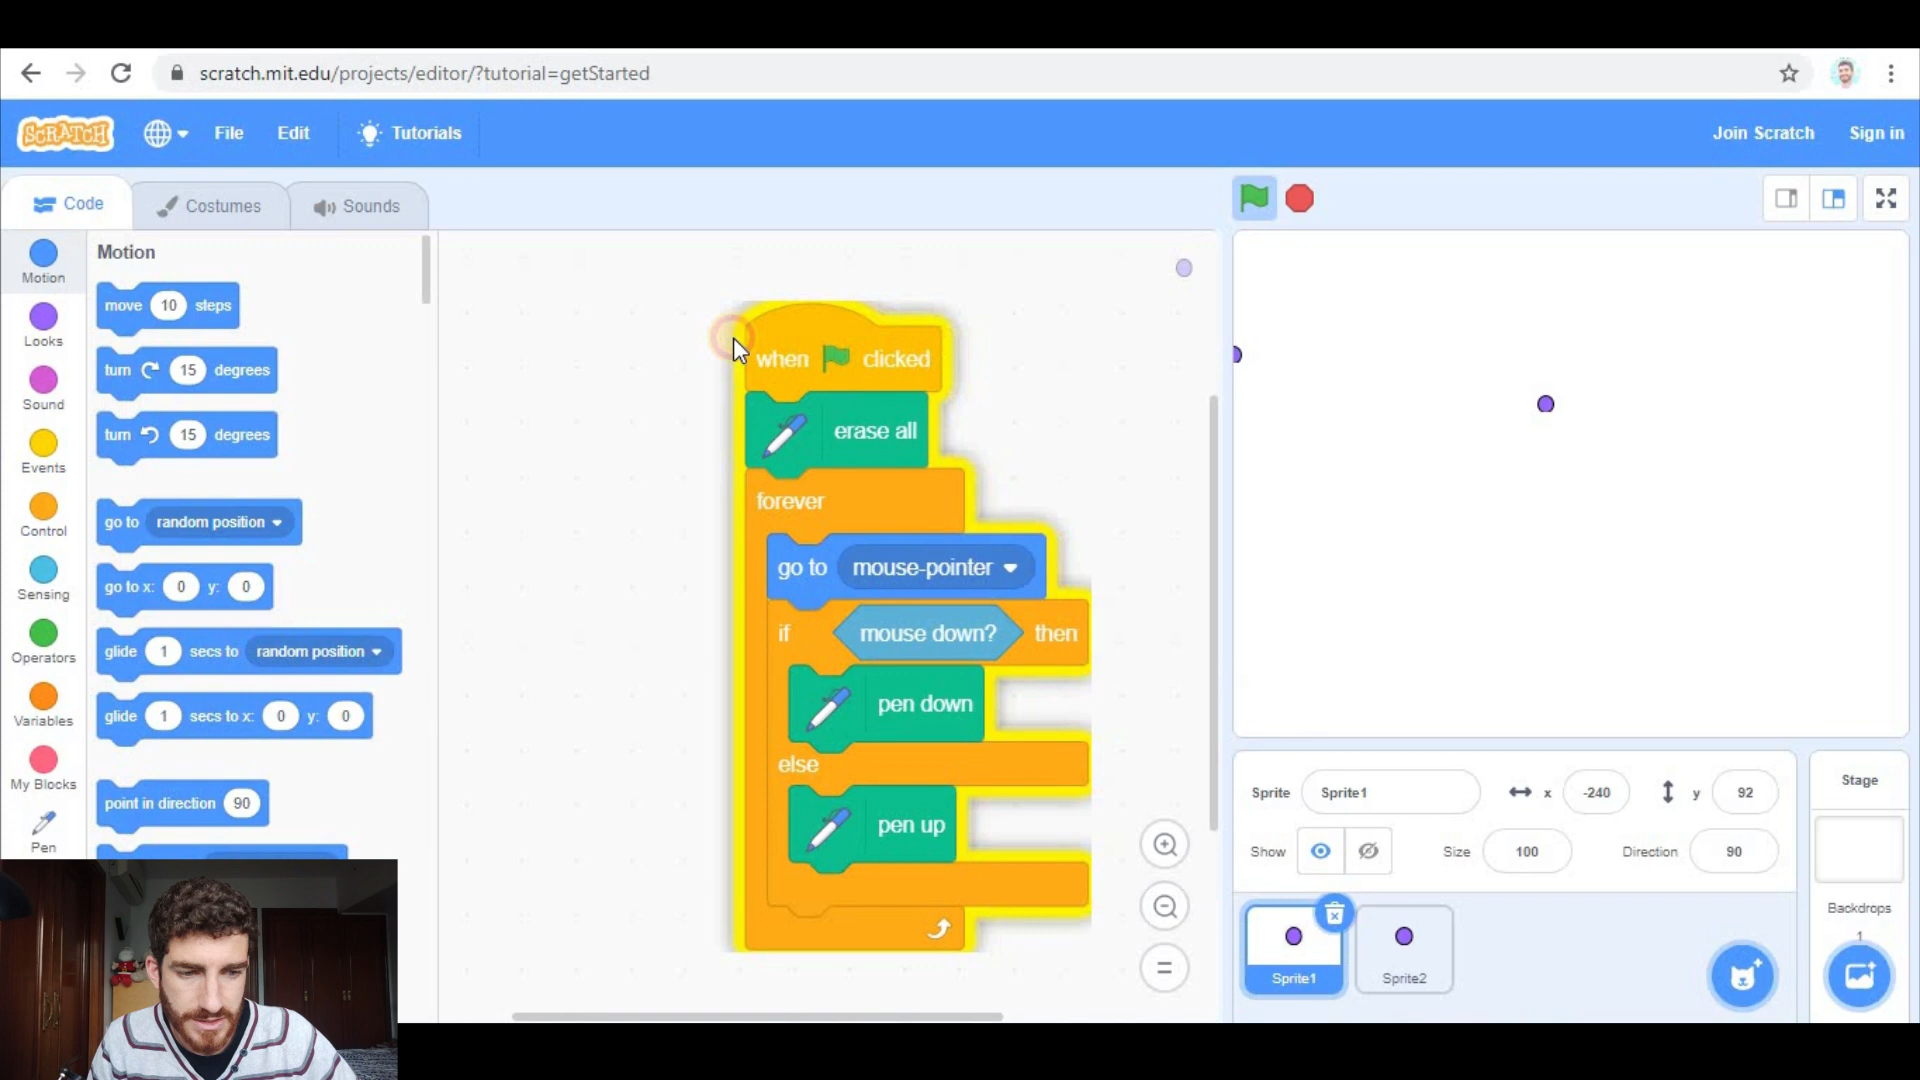 scratch.mit.edu/projects/editor/?tutorial=getStarted
SCRATCH
File
Edit
Tutorials
Join Scratch
Sign in
Code
Costumes
Sounds
Motion
Looks
Sound
Events
Control
Sensing
Operators
Variables
My Blocks
Pen
Motion
move 10 steps
turn 15 degrees
turn 15 degrees
go to random position
go to x: 0 y: 0
glide 1 secs to random position
glide 1 secs to x: 0 y: 0
point in direction 90
when clicked
erase all
forever
go to mouse-pointer
if mouse down? then
pen down
else
pen up
Sprite Sprite1 x -240 y 92
Show Size 100 Direction 90
Sprite1
Sprite2
Stage
Backdrops
1